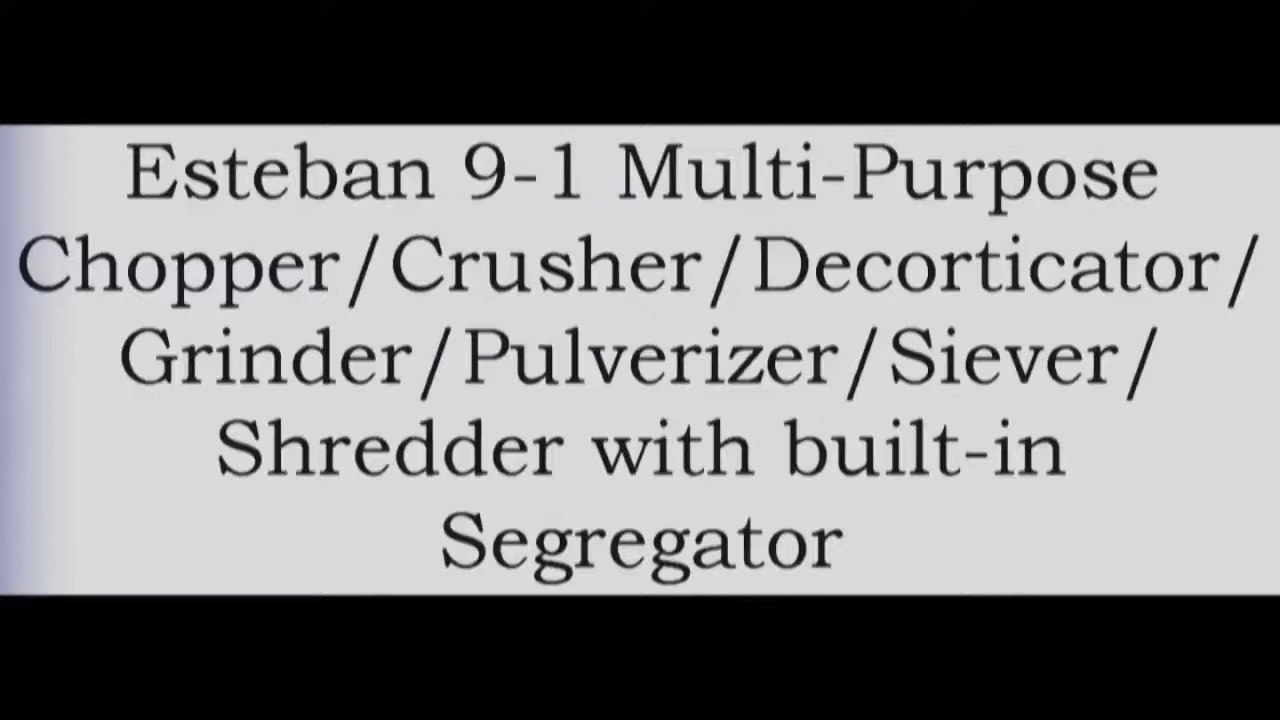 Esteban 9-1 Multi-Purpose
Chopper/Crusher/Decorticator/
Grinder/Pulverizer/Siever/
Shredder with built-in
Segregator